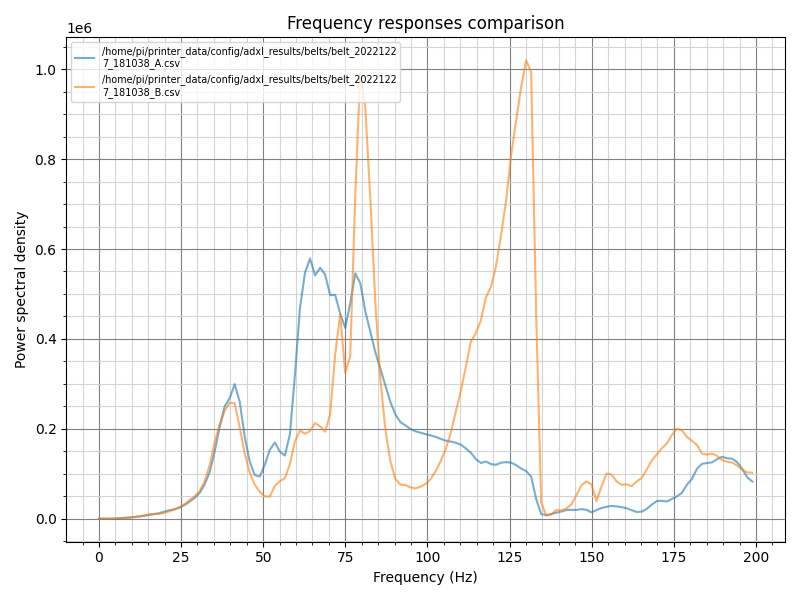 Frequency responses comparison
1e6
/home/pi/printer_data/config/adxl_results/belts/belt_2022122
7_181038_A.csv
/home/pi/printer_data/config/adxl_results/belts/belt_2022122
7_181038_B.csv
1.0
0.8
0.6
0.4
0.2
0.0
Power spectral density
0 25 50 75 100 125 150 175 200
Frequency (Hz)